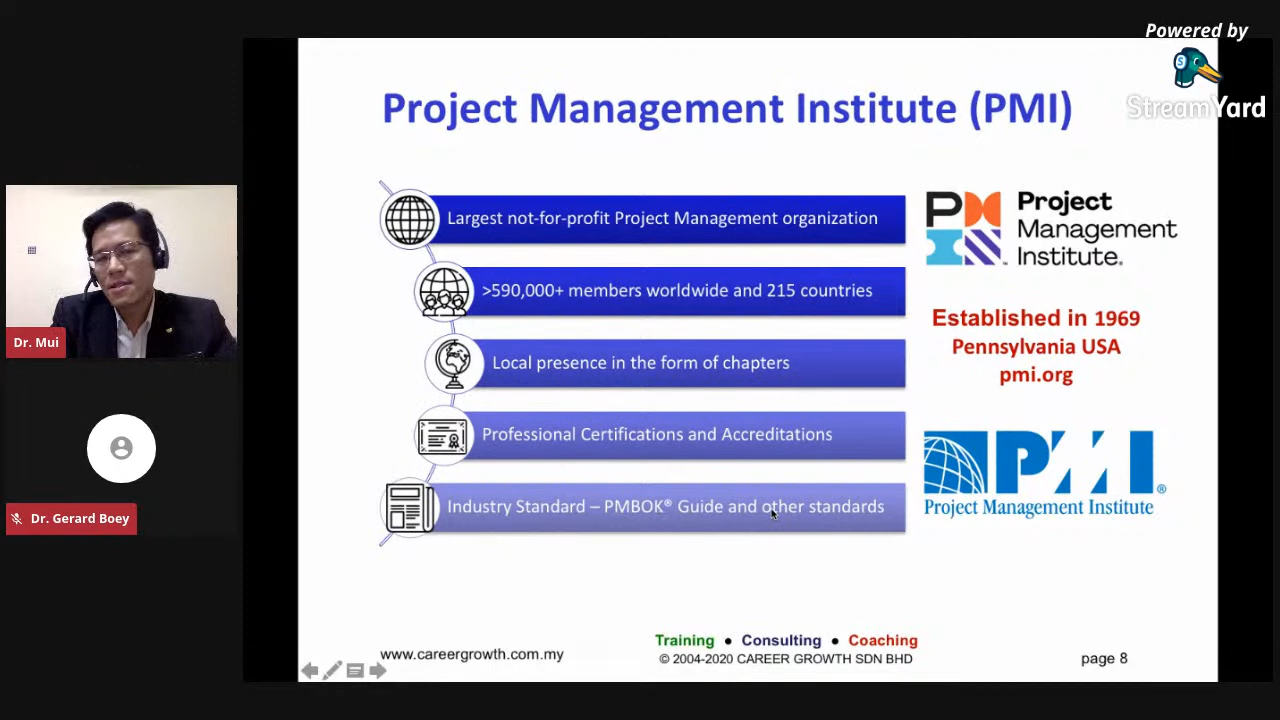 Powered by
StreamYard
Project Management Institute (PMI)
Largest not-for-profit Project Management organization
>590,000+ members worldwide and 215 countries
Local presence in the form of chapters
Professional Certifications and Accreditations
Industry Standard – PMBOK® Guide and other standards
Project
Management
Institute.
Established in 1969
Pennsylvania USA
pmi.org
PMI®
Project Management Institute
Dr. Mui
Dr. Gerard Boey
www.careergrowth.com.my
Training ● Consulting ● Coaching
© 2004-2020 CAREER GROWTH SDN BHD
page 8